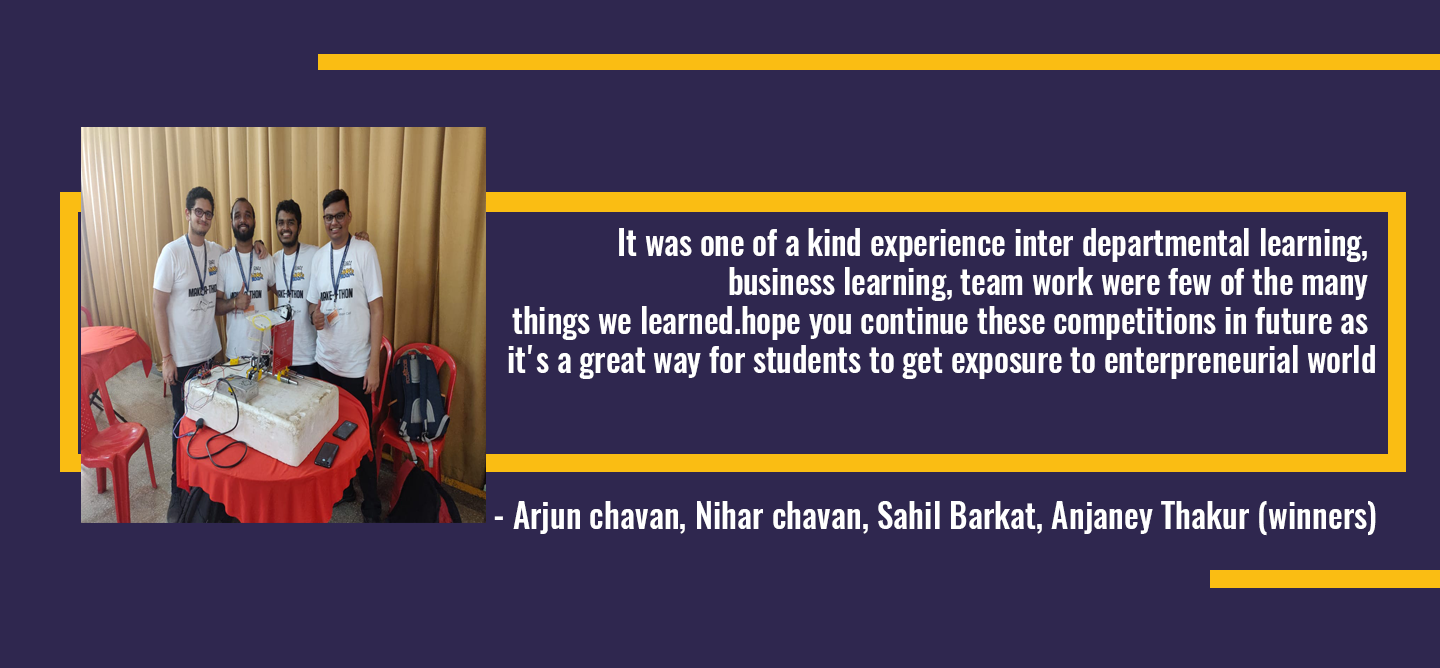 It was one of a kind experience inter departmental learning,
business learning, team work were few of the many
things we learned.hope you continue these competitions in future as
it's a great way for students to get exposure to enterpreneurial world
- Arjun chavan, Nihar chavan, Sahil Barkat, Anjaney Thakur (winners)
MAKE-A-THON